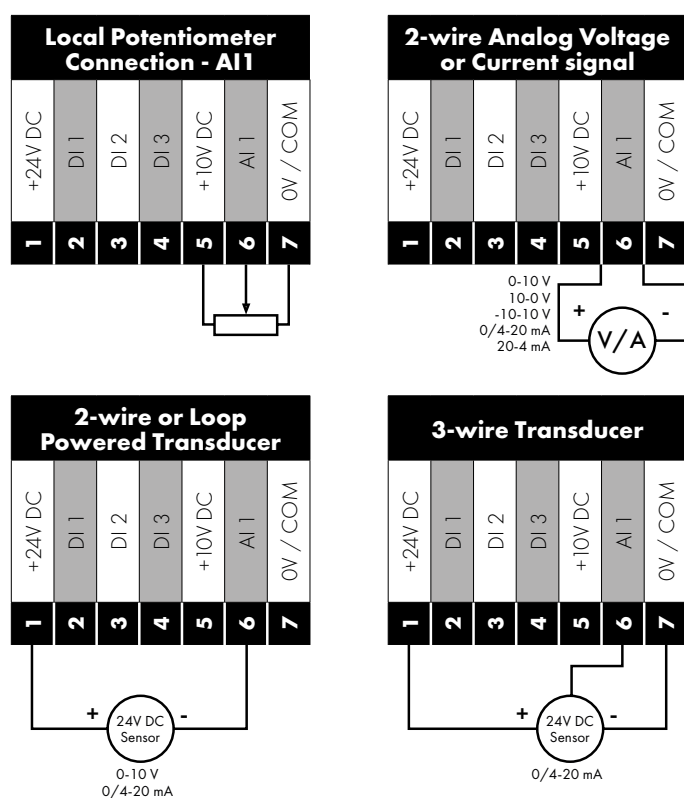 Local Potentiometer
Connection - AI1
+24V DC
DI 1
DI 2
DI 3
+10V DC
AI 1
0V / COM
1
2
3
4
5
6
7
2-wire Analog Voltage
or Current signal
+24V DC
DI 1
DI 2
DI 3
+10V DC
AI 1
0V / COM
1
2
3
4
5
6
7
0-10 V
10-0 V
-10-10 V
0/4-20 mA
20-4 mA
+
V/A
-
2-wire or Loop
Powered Transducer
+24V DC
DI 1
DI 2
DI 3
+10V DC
AI 1
0V / COM
1
2
3
4
5
6
7
+
24V DC
Sensor
-
0-10 V
0/4-20 mA
3-wire Transducer
+24V DC
DI 1
DI 2
DI 3
+10V DC
AI 1
0V / COM
1
2
3
4
5
6
7
+
24V DC
Sensor
-
0/4-20 mA